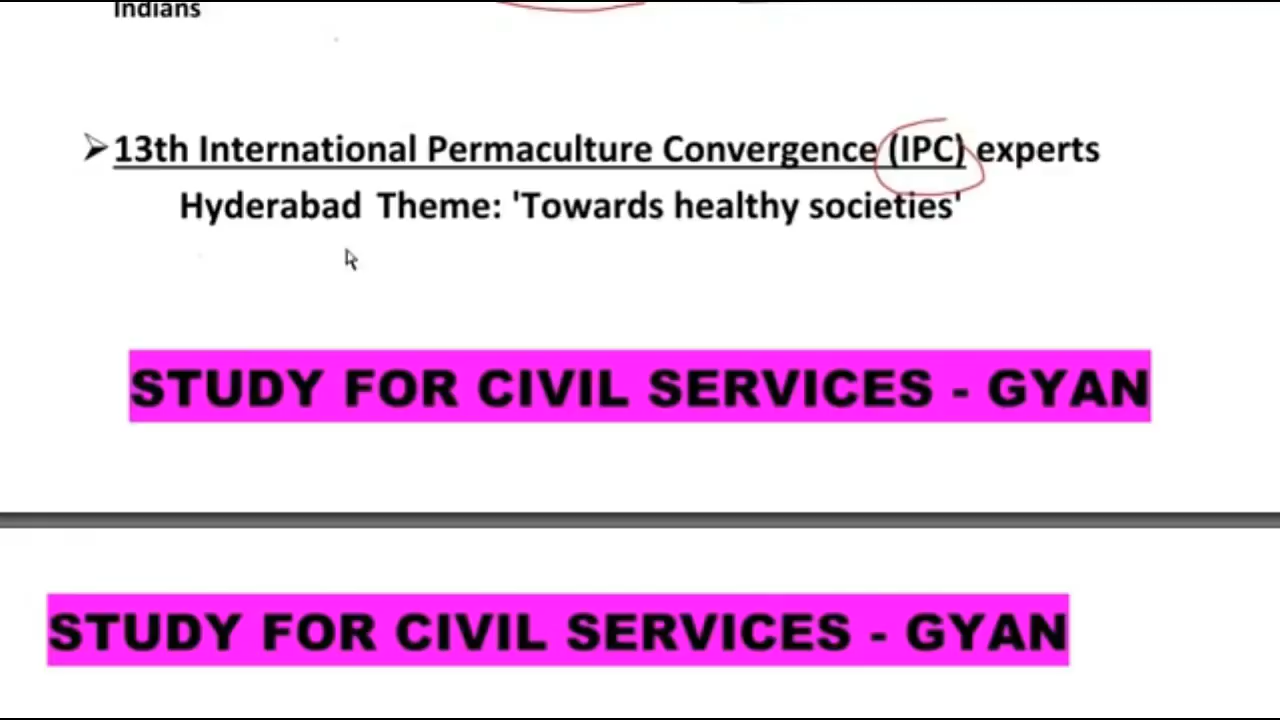 Indians
➢13th International Permaculture Convergence (IPC) experts
Hyderabad Theme: 'Towards healthy societies'
STUDY FOR CIVIL SERVICES - GYAN
STUDY FOR CIVIL SERVICES - GYAN